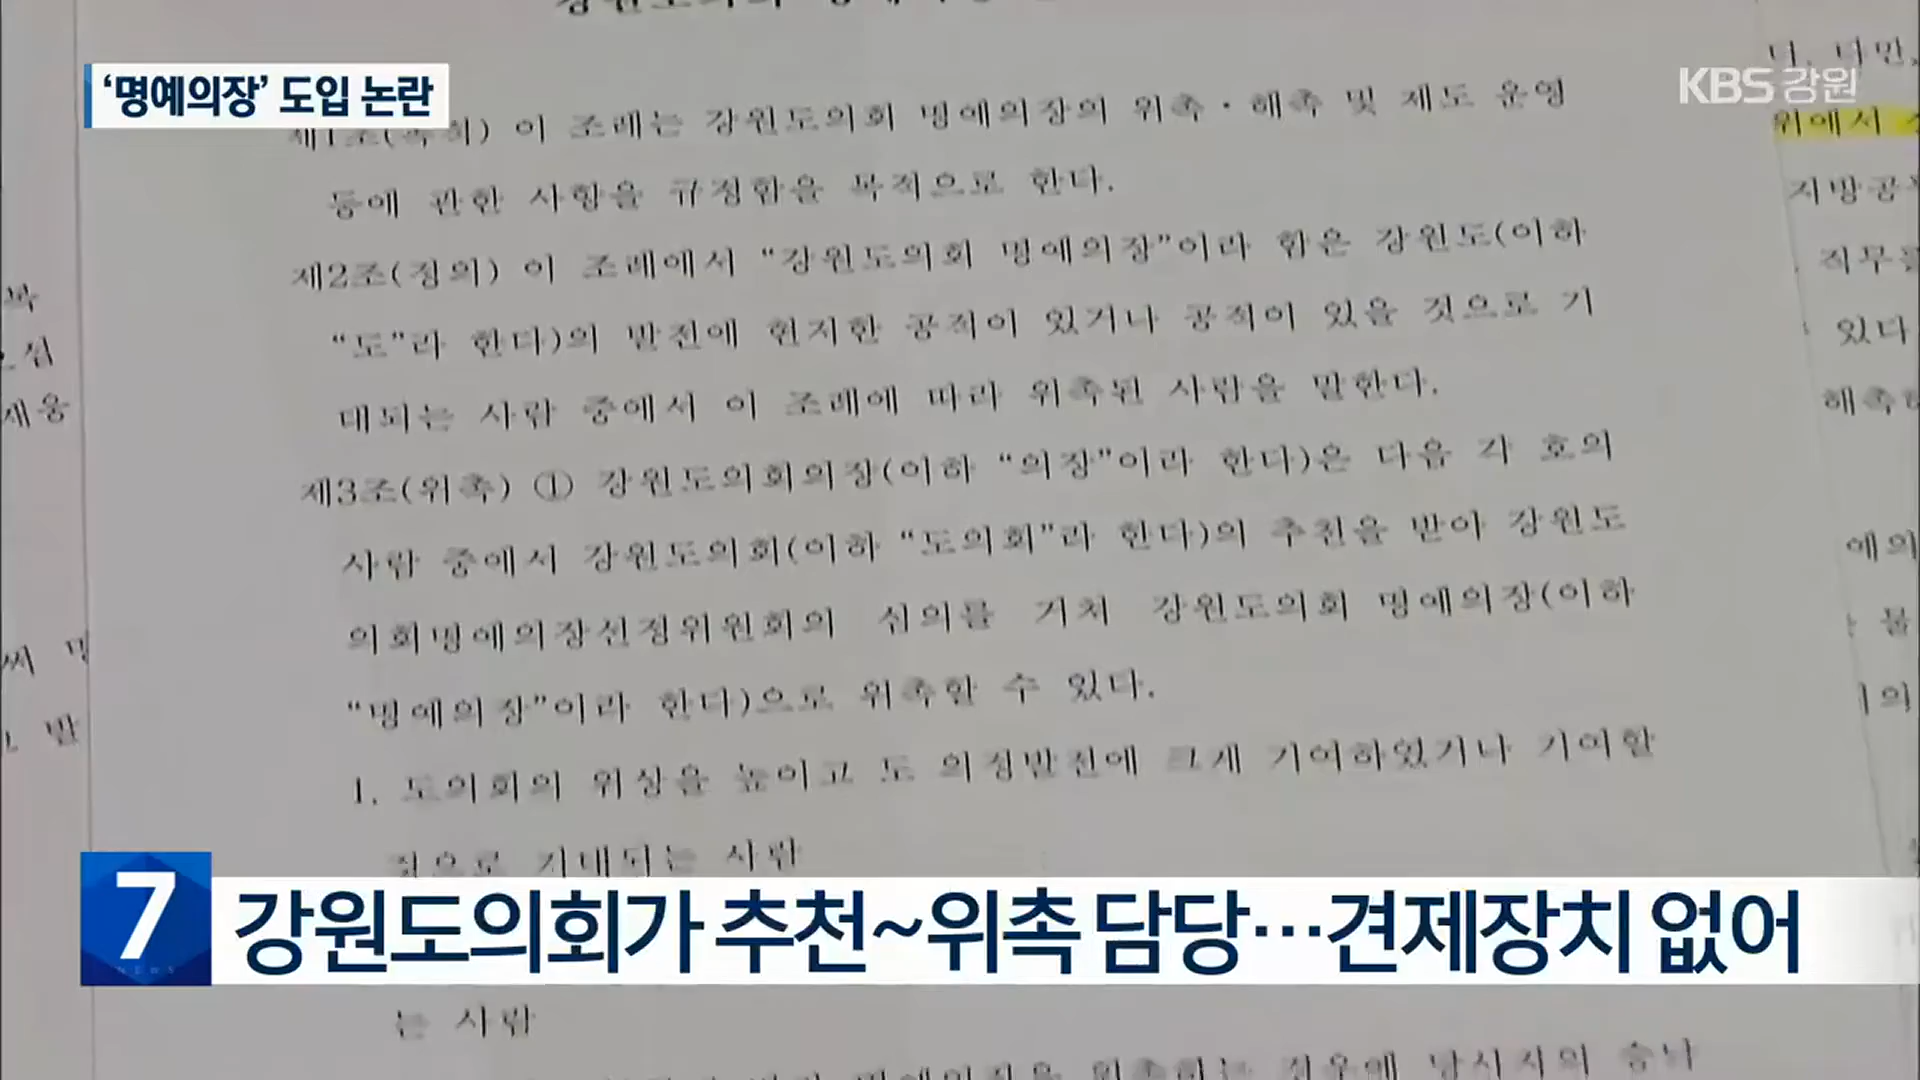 ‘명예의장’ 도입 논란
KBS 강원
제1조(목적) 이 조례는 강원도의회 명예의장의 위촉·해촉 및 제도 운영
등에 관한 사항을 규정함을 목적으로 한다.
제2조(정의) 이 조례에서 “강원도의회 명예의장”이라 함은 강원도(이하
“도”라 한다)의 발전에 현저한 공적이 있거나 공적이 있을 것으로 기
대되는 사람 중에서 이 조례에 따라 위촉된 사람을 말한다.
제3조(위촉) ① 강원도의회의장(이하 “의장”이라 한다)은 다음 각 호의
사람 중에서 강원도의회(이하 “도의회”라 한다)의 추천을 받아 강원도
의회명예의장선정위원회의 심의를 거쳐 강원도의회 명예의장(이하
“명예의장”이라 한다)으로 위촉할 수 있다.
1. 도의회의 위상을 높이고 도 의정발전에 크게 기여하였거나 기여할
것으로 기대되는 사람
7
NEWS
강원도의회가 추천~위촉 담당…견제장치 없어
는 사람
위에서
지방공
직무를
있다